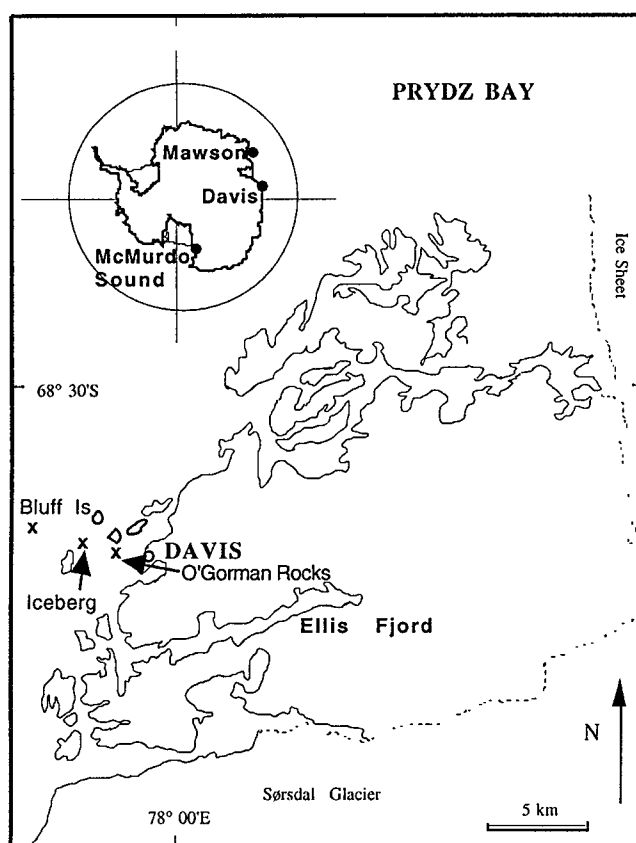 PRYDZ BAY
Mawson
Davis
McMurdo
Sound
Ice Sheet
68° 30'S
Bluff Is
x
x
x
DAVIS
O'Gorman Rocks
Iceberg
Ellis Fjord
N
Sørsdal Glacier
78° 00'E
5 km